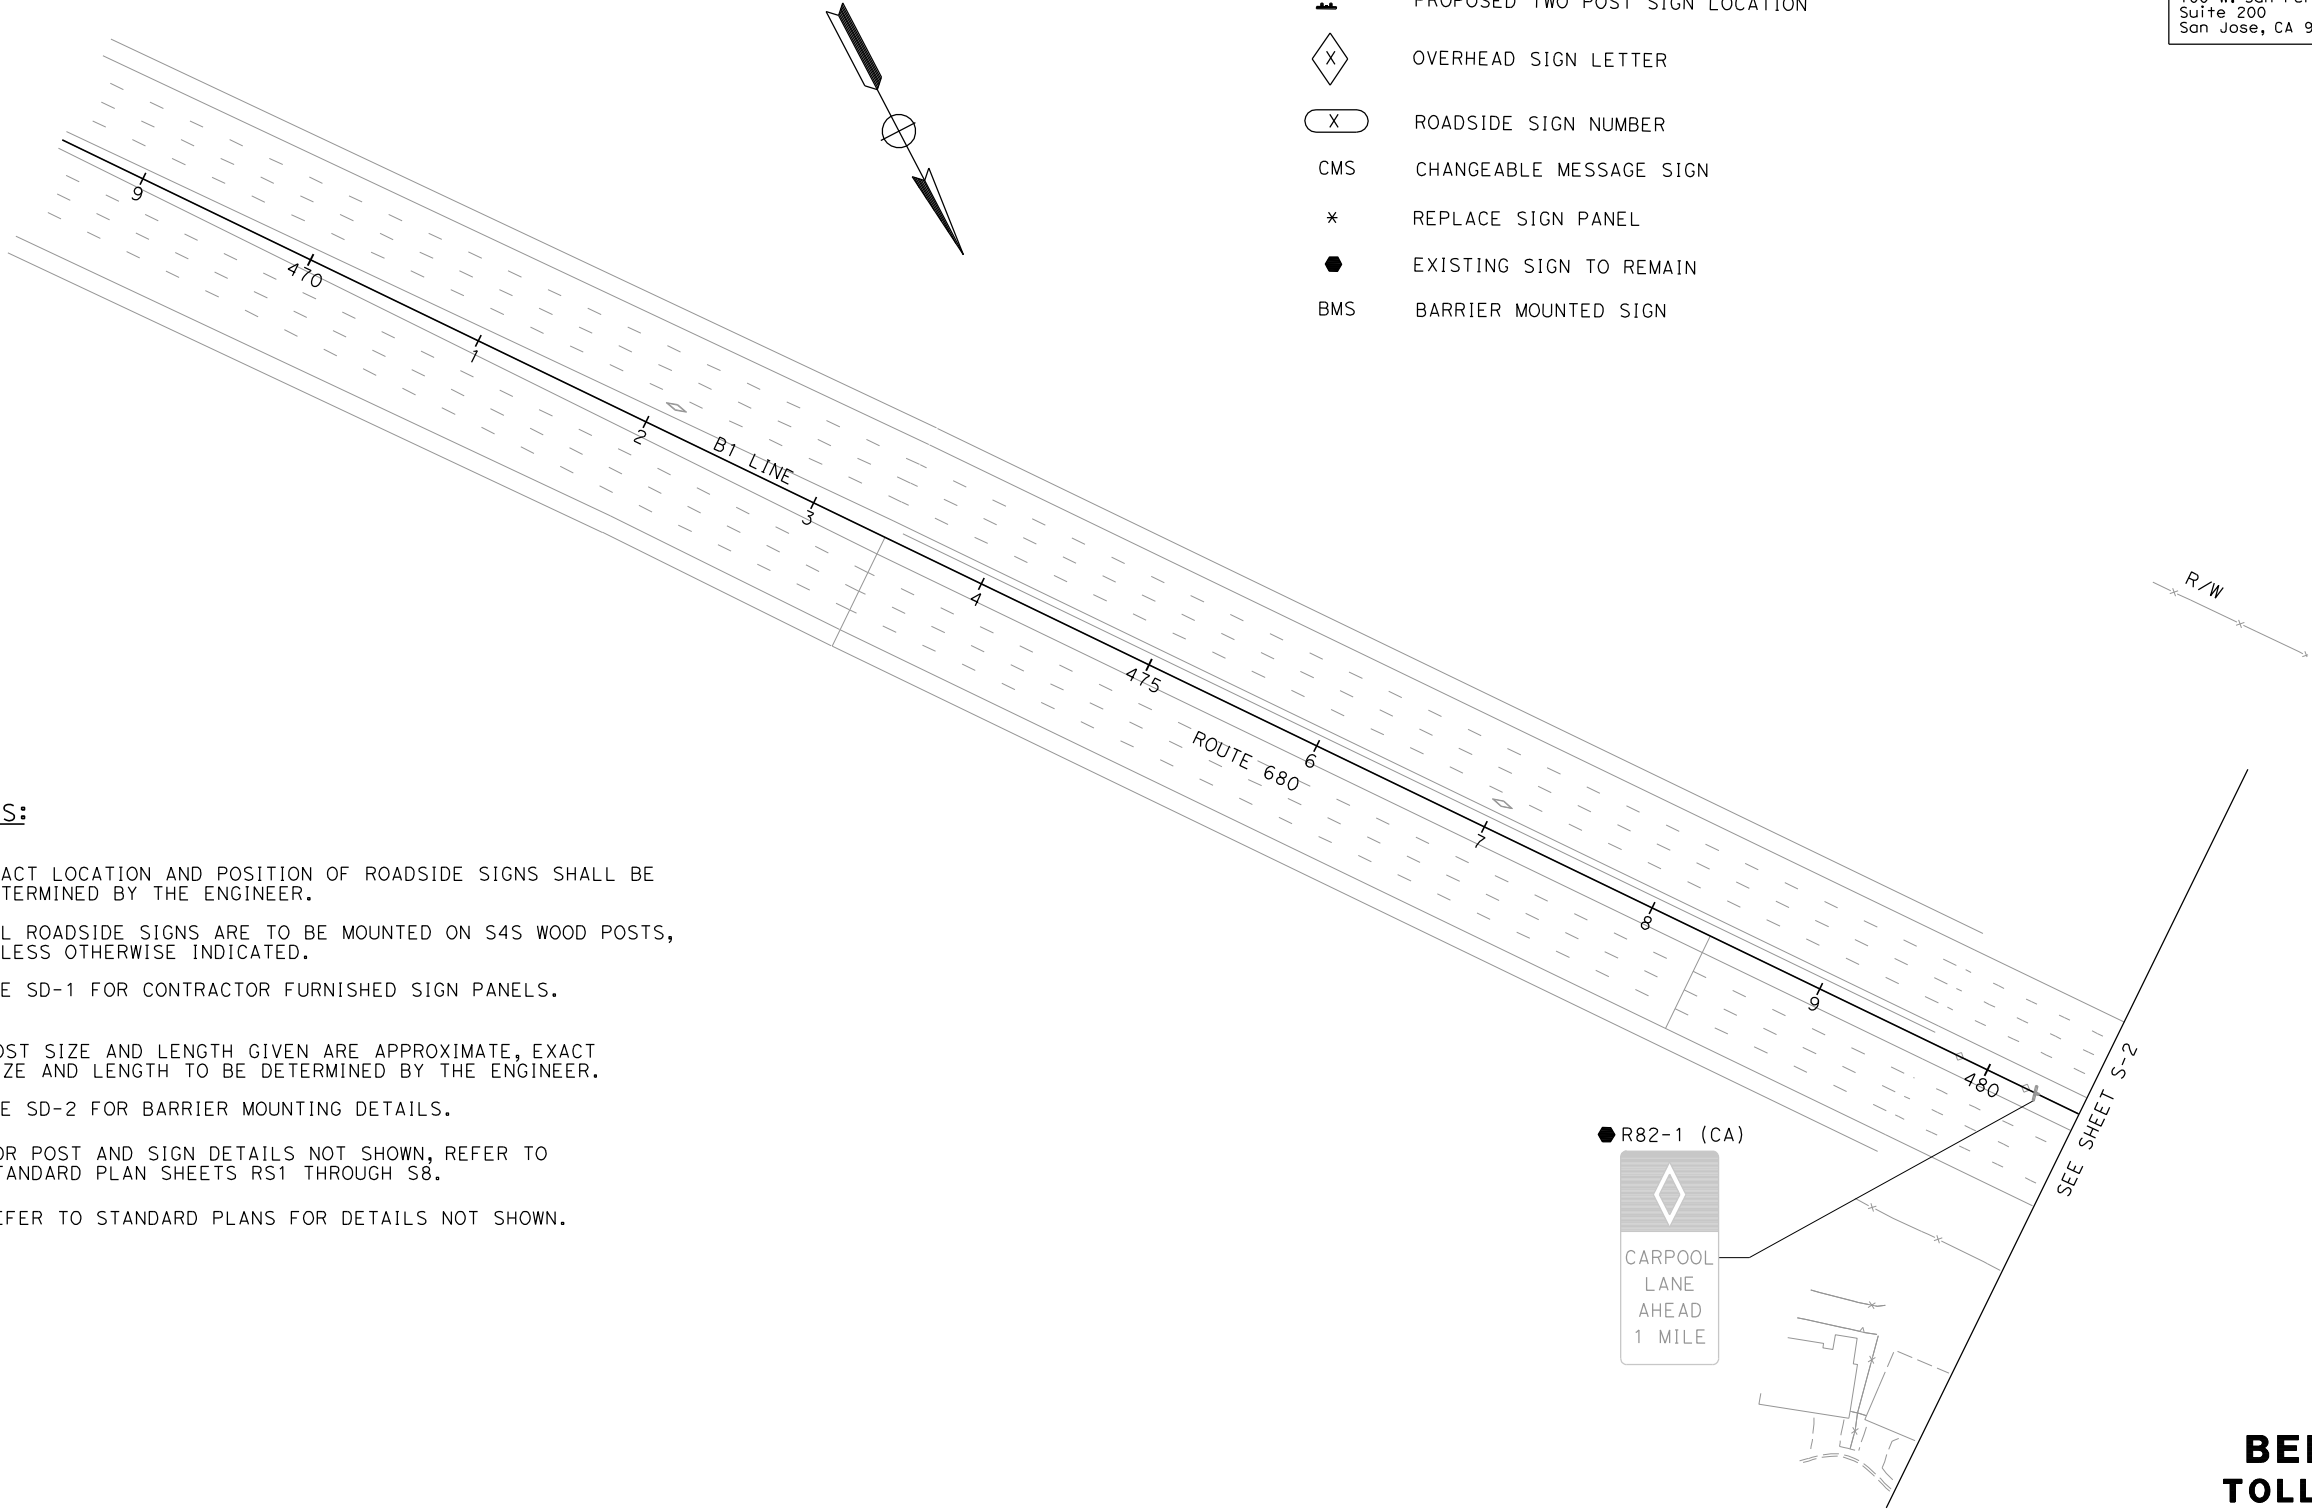 PROPOSED TWO POST SIGN LOCATION
X OVERHEAD SIGN LETTER
X ROADSIDE SIGN NUMBER
CMS CHANGEABLE MESSAGE SIGN
REPLACE SIGN PANEL
EXISTING SIGN TO REMAIN
BMS BARRIER MOUNTED SIGN
Suite 200
San Jose, CA 9
9
470
1
2
B1 LINE
3
4
475
ROUTE 680
6
7
8
9
480
R/W
SEE SHEET S-2
R82-1 (CA)
CARPOOL
LANE
AHEAD
1 MILE
S:
ACT LOCATION AND POSITION OF ROADSIDE SIGNS SHALL BE
TERMINED BY THE ENGINEER.
L ROADSIDE SIGNS ARE TO BE MOUNTED ON S4S WOOD POSTS,
LESS OTHERWISE INDICATED.
E SD-1 FOR CONTRACTOR FURNISHED SIGN PANELS.
OST SIZE AND LENGTH GIVEN ARE APPROXIMATE, EXACT
ZE AND LENGTH TO BE DETERMINED BY THE ENGINEER.
E SD-2 FOR BARRIER MOUNTING DETAILS.
OR POST AND SIGN DETAILS NOT SHOWN, REFER TO
TANDARD PLAN SHEETS RS1 THROUGH S8.
EFER TO STANDARD PLANS FOR DETAILS NOT SHOWN.
TOLL